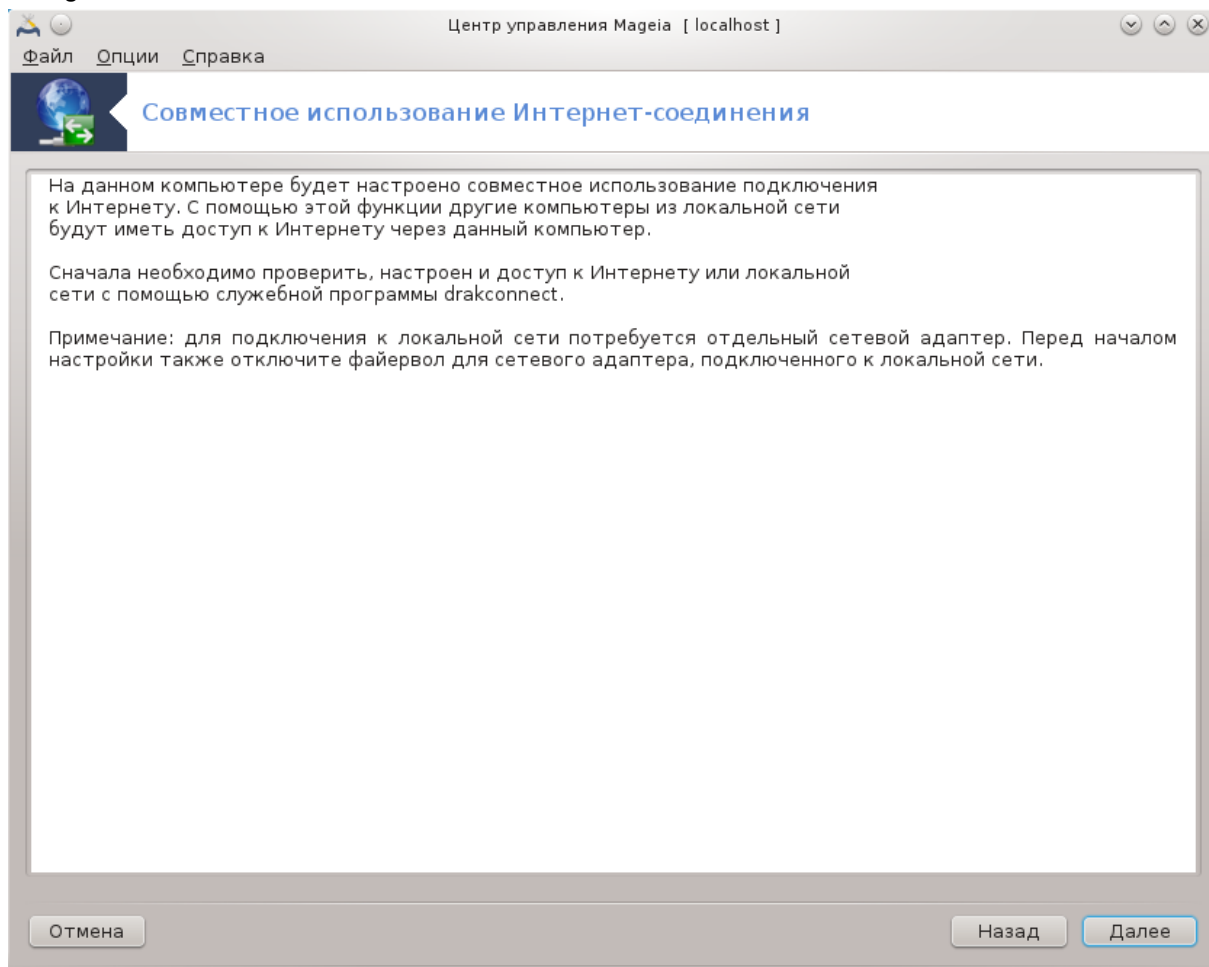 Центр управления Mageia [ localhost ]
Файл Опции Справка
Совместное использование Интернет-соединения
На данном компьютере будет настроено совместное использование подключения
к Интернету. С помощью этой функции другие компьютеры из локальной сети
будут иметь доступ к Интернету через данный компьютер.
Сначала необходимо проверить, настроен и доступ к Интернету или локальной
сети с помощью служебной программы drakconnect.
Примечание: для подключения к локальной сети потребуется отдельный сетевой адаптер. Перед началом
настройки также отключите файервол для сетевого адаптера, подключенного к локальной сети.
Отмена Назад Далее